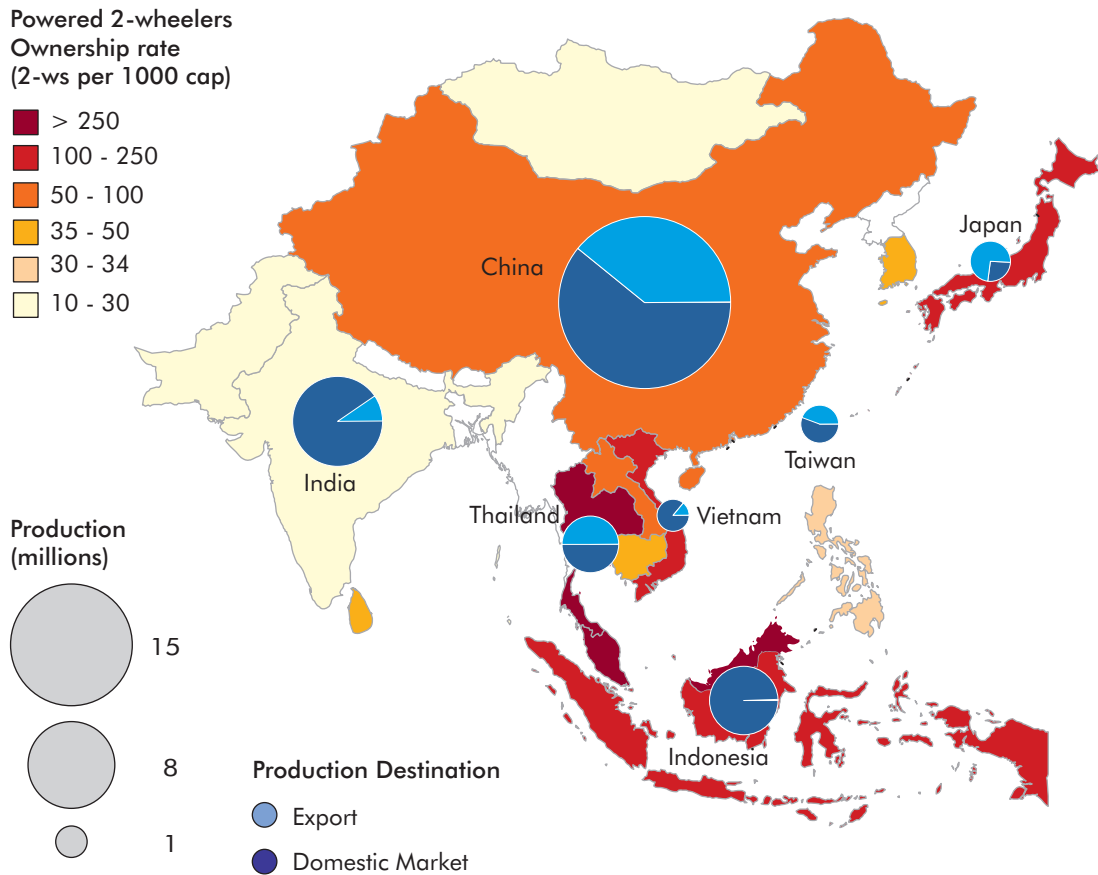 Powered 2-wheelers
Ownership rate
(2-ws per 1000 cap)
> 250
100 - 250
50 - 100
35 - 50
30 - 34
10 - 30
China
Japan
India
Taiwan
Thailand
Vietnam
Indonesia
Production
(millions)
15
8
1
Production Destination
Export
Domestic Market